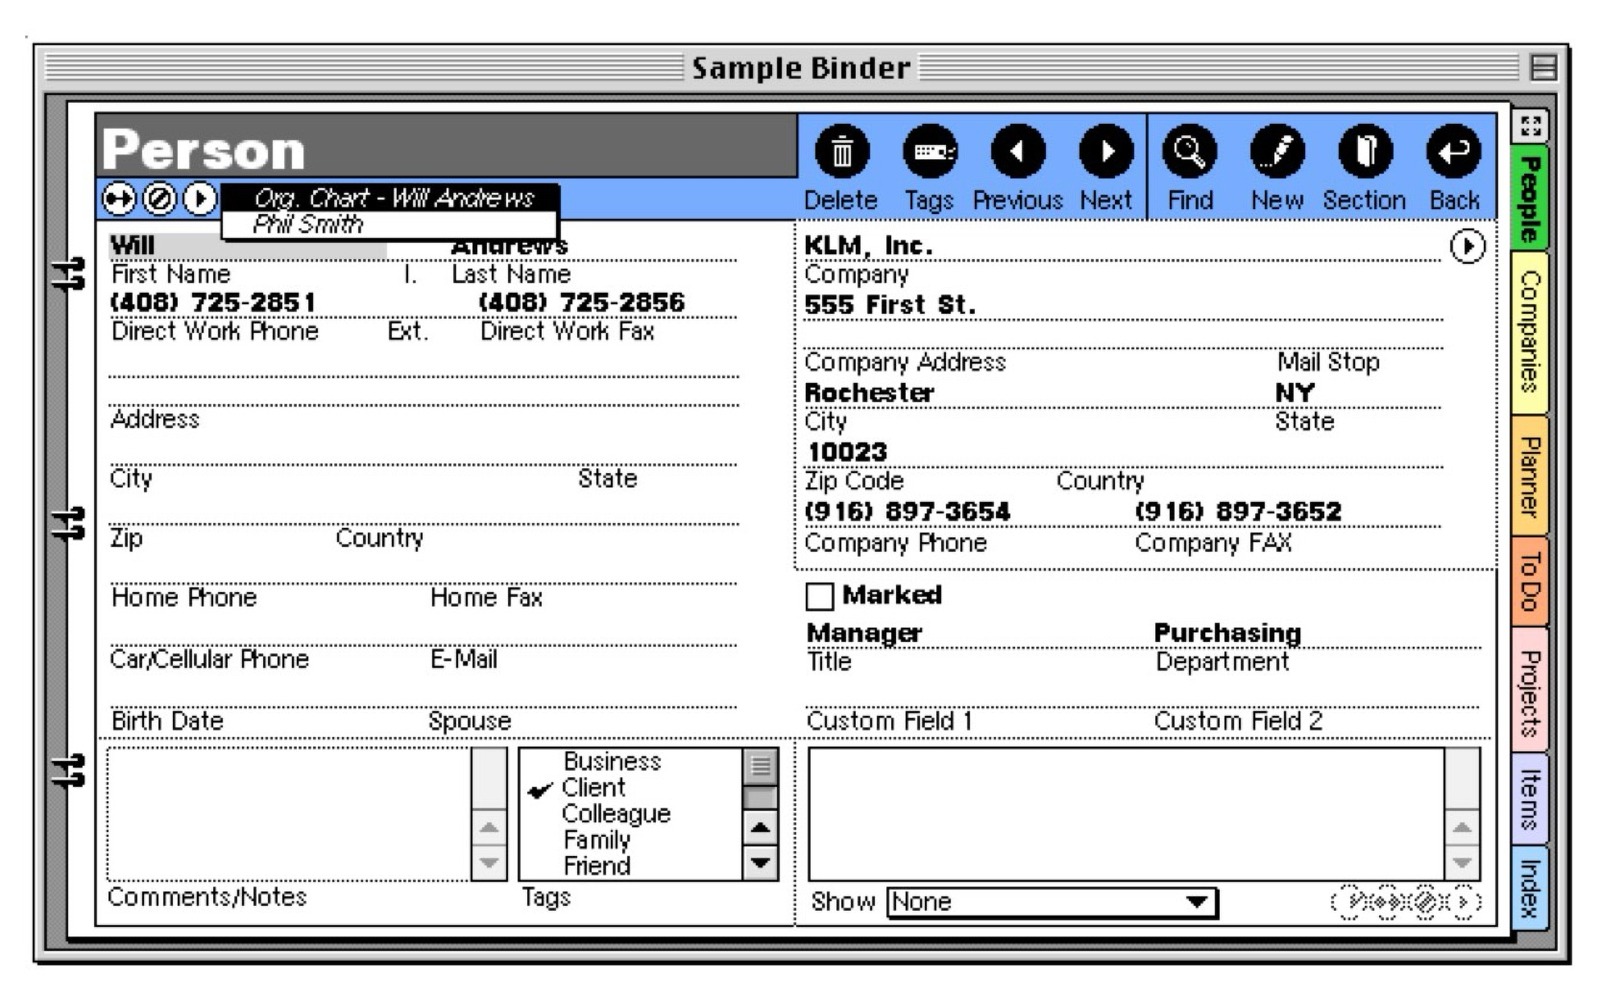 Sample Binder
Person
Delete Tags Previous Next Find New Section Back
Org. Chart - Will Andrews
Phil Smith
Will Andrews
First Name I. Last Name
(408) 725-2851 (408) 725-2856
Direct Work Phone Ext. Direct Work Fax
Address
City State
Zip Country
Home Phone Home Fax
Car/Cellular Phone E-Mail
Birth Date Spouse
KLM, Inc.
Company
555 First St.
Company Address Mail Stop
Rochester NY
City State
10023
Zip Code Country
(916) 897-3654 (916) 897-3652
Company Phone Company FAX
Marked
Manager Purchasing
Title Department
Custom Field 1 Custom Field 2
Business
Client
Colleague
Family
Friend
Comments/Notes Tags
Show None
People
Companies
Planner
To Do
Projects
Items
Index